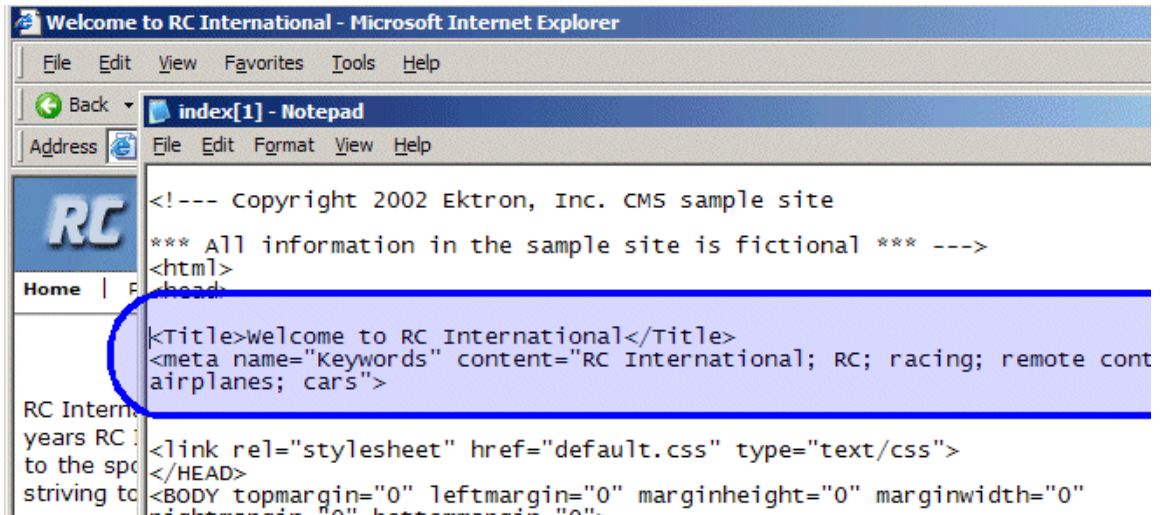 Welcome to RC International - Microsoft Internet Explorer
File Edit View Favorites Tools Help
Back
Address
index[1] - Notepad
File Edit Format View Help
RC
Home
RC
years RC
to the
striving to
<!--- Copyright 2002 Ektron, Inc. CMS sample site
*** All information in the sample site is fictional *** --->
<html>
<head>
<Title>Welcome to RC International</Title>
<meta name="Keywords" content="RC International; RC; racing; remote
airplanes; cars">
<link rel="stylesheet" href="default.css" type="text/css">
</HEAD>
<BODY topmargin="0" leftmargin="0" marginheight="0" marginwidth="0"